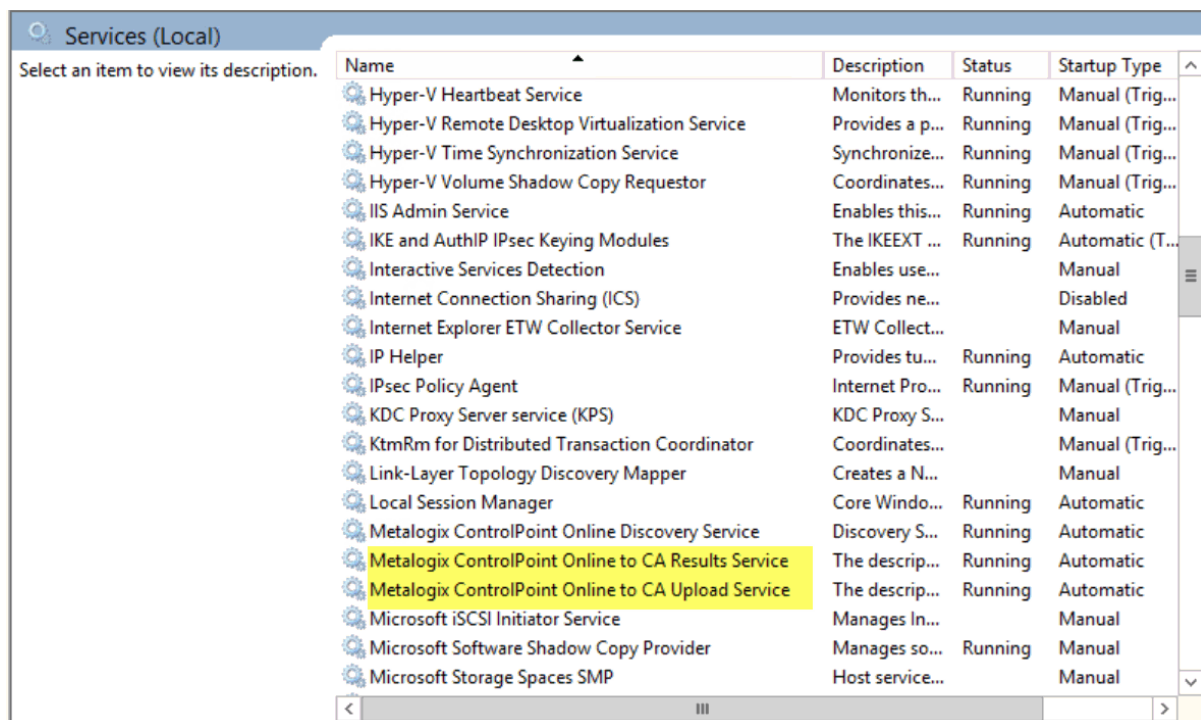 Services (Local)
Select an item to view its description.
Name Description Status Startup Type
Hyper-V Heartbeat Service Monitors th... Running Manual (Trig...
Hyper-V Remote Desktop Virtualization Service Provides a p... Running Manual (Trig...
Hyper-V Time Synchronization Service Synchronize... Running Manual (Trig...
Hyper-V Volume Shadow Copy Requestor Coordinates... Running Manual (Trig...
IIS Admin Service Enables this... Running Automatic
IKE and AuthIP IPsec Keying Modules The IKEEXT ... Running Automatic (T...
Interactive Services Detection Enables use... Manual
Internet Connection Sharing (ICS) Provides ne... Disabled
Internet Explorer ETW Collector Service ETW Collect... Manual
IP Helper Provides tu... Running Automatic
IPsec Policy Agent Internet Pro... Running Manual (Trig...
KDC Proxy Server service (KPS) KDC Proxy S... Manual
KtmRm for Distributed Transaction Coordinator Coordinates... Manual (Trig...
Link-Layer Topology Discovery Mapper Creates a N... Manual
Local Session Manager Core Windo... Running Automatic
Metalogix ControlPoint Online Discovery Service Discovery S... Running Automatic
Metalogix ControlPoint Online to CA Results Service The descrip... Running Automatic
Metalogix ControlPoint Online to CA Upload Service The descrip... Running Automatic
Microsoft iSCSI Initiator Service Manages In... Manual
Microsoft Software Shadow Copy Provider Manages so... Running Manual
Microsoft Storage Spaces SMP Host service... Manual